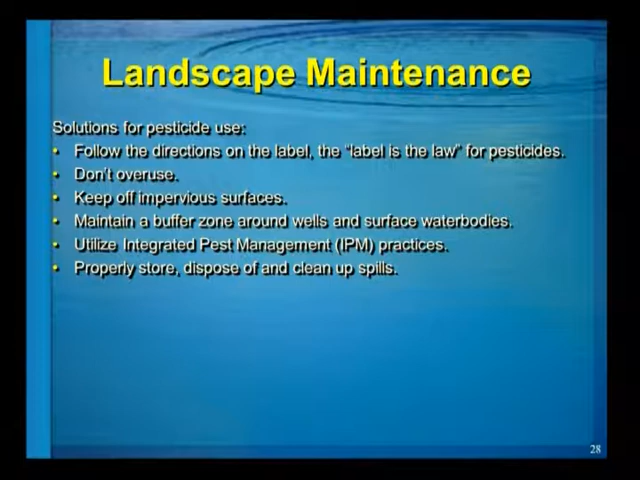 Landscape Maintenance
Solutions for pesticide use:
• Follow the directions on the label, the “label is the law” for pesticides.
• Don’t overuse.
• Keep off impervious surfaces.
• Maintain a buffer zone around wells and surface waterbodies.
• Utilize Integrated Pest Management (IPM) practices.
• Properly store, dispose of and clean up spills.
28